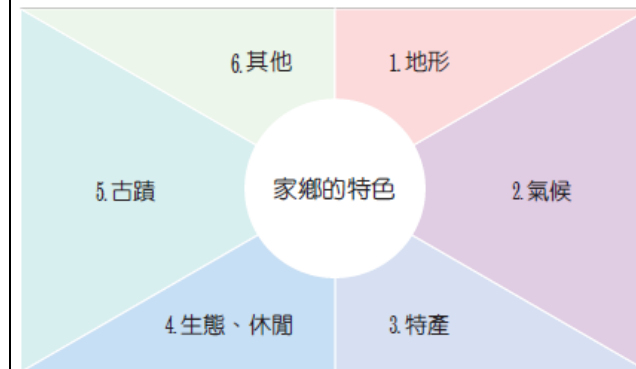 家鄉的特色
1.地形
2.氣候
3.特產
4.生態、休閒
5.古蹟
6.其他